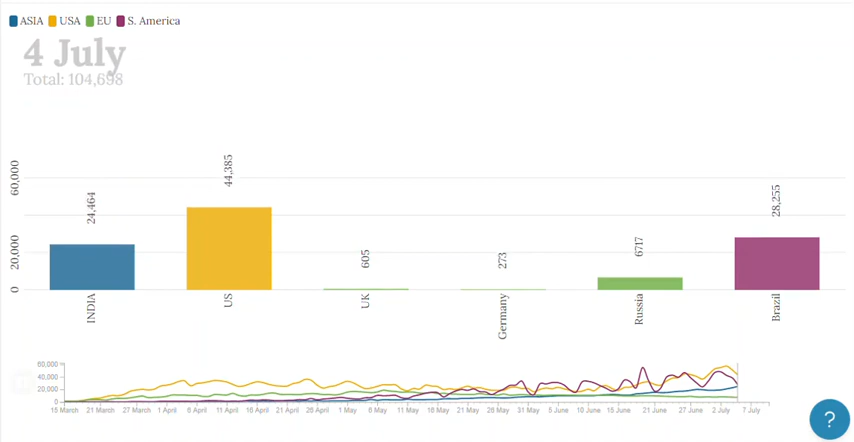 ASIA USA EU S. America
4 July
Total: 104,698
60,000
20,000
0
24,464
44,385
605
273
6717
28,255
INDIA
US
UK
Germany
Russia
Brazil
60,000
40,000
20,000
0
15 March 21 March 27 March 1 April 6 April 11 April 16 April 21 April 26 April 1 May 6 May 11 May 16 May 21 May 26 May 31 May 5 June 10 June 15 June 21 June 27 June 2 July 7 July
?